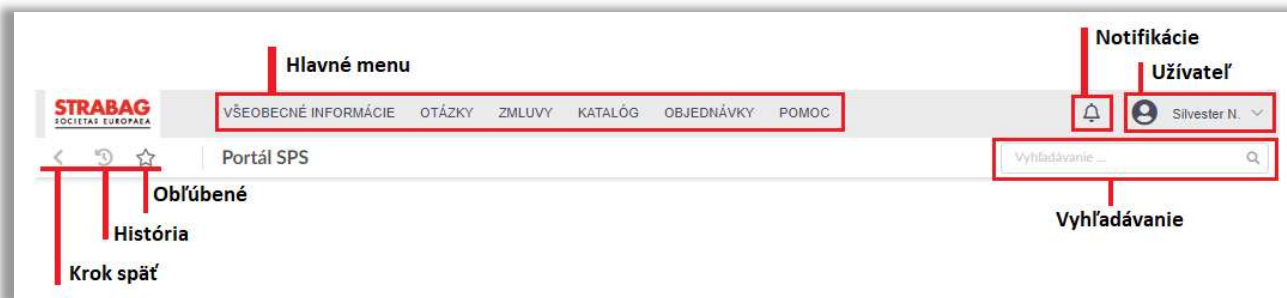 Notifikácie
Hlavné menu
Užívateľ
STRABAG
SOCIETAS EUROPAEA
VŠEOBECNÉ INFORMÁCIE OTÁZKY ZMLUVY KATALÓG OBJEDNÁVKY POMOC
Silvester N.
Portál SPS
Vyhľadávanie ...
Obľúbené
Vyhľadávanie
História
Krok späť